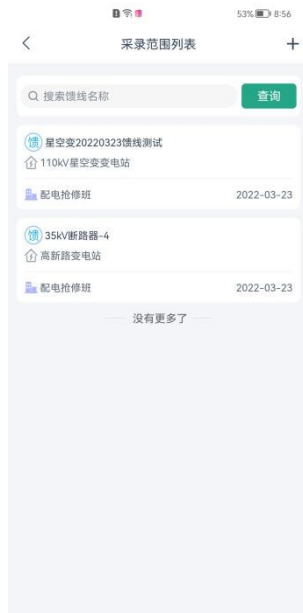 53% 8:56
采录范围列表
搜索馈线名称 查询
馈 星空变20220323馈线测试
110kV星空变变电站
配电抢修班 2022-03-23
馈 35kV断路器-4
高新路变电站
配电抢修班 2022-03-23
没有更多了